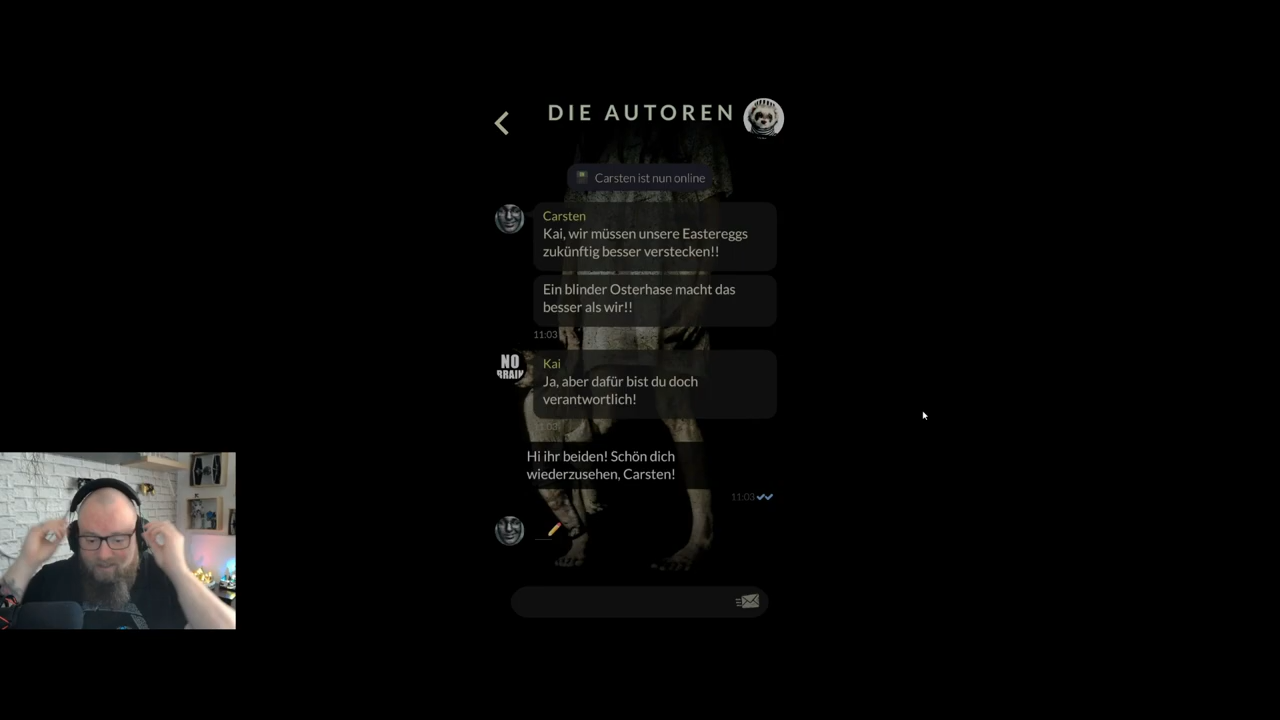 DIE AUTOREN
Carsten ist nun online
Carsten
Kai, wir müssen unsere Eastereggs
zukünftig besser verstecken!!
Ein blinder Osterhase macht das
besser als wir!!
11:03
NO
BRAIN
Kai
Ja, aber dafür bist du doch
verantwortlich!
11:03
Hi ihr beiden! Schön dich
wiederzusehen, Carsten!
11:03